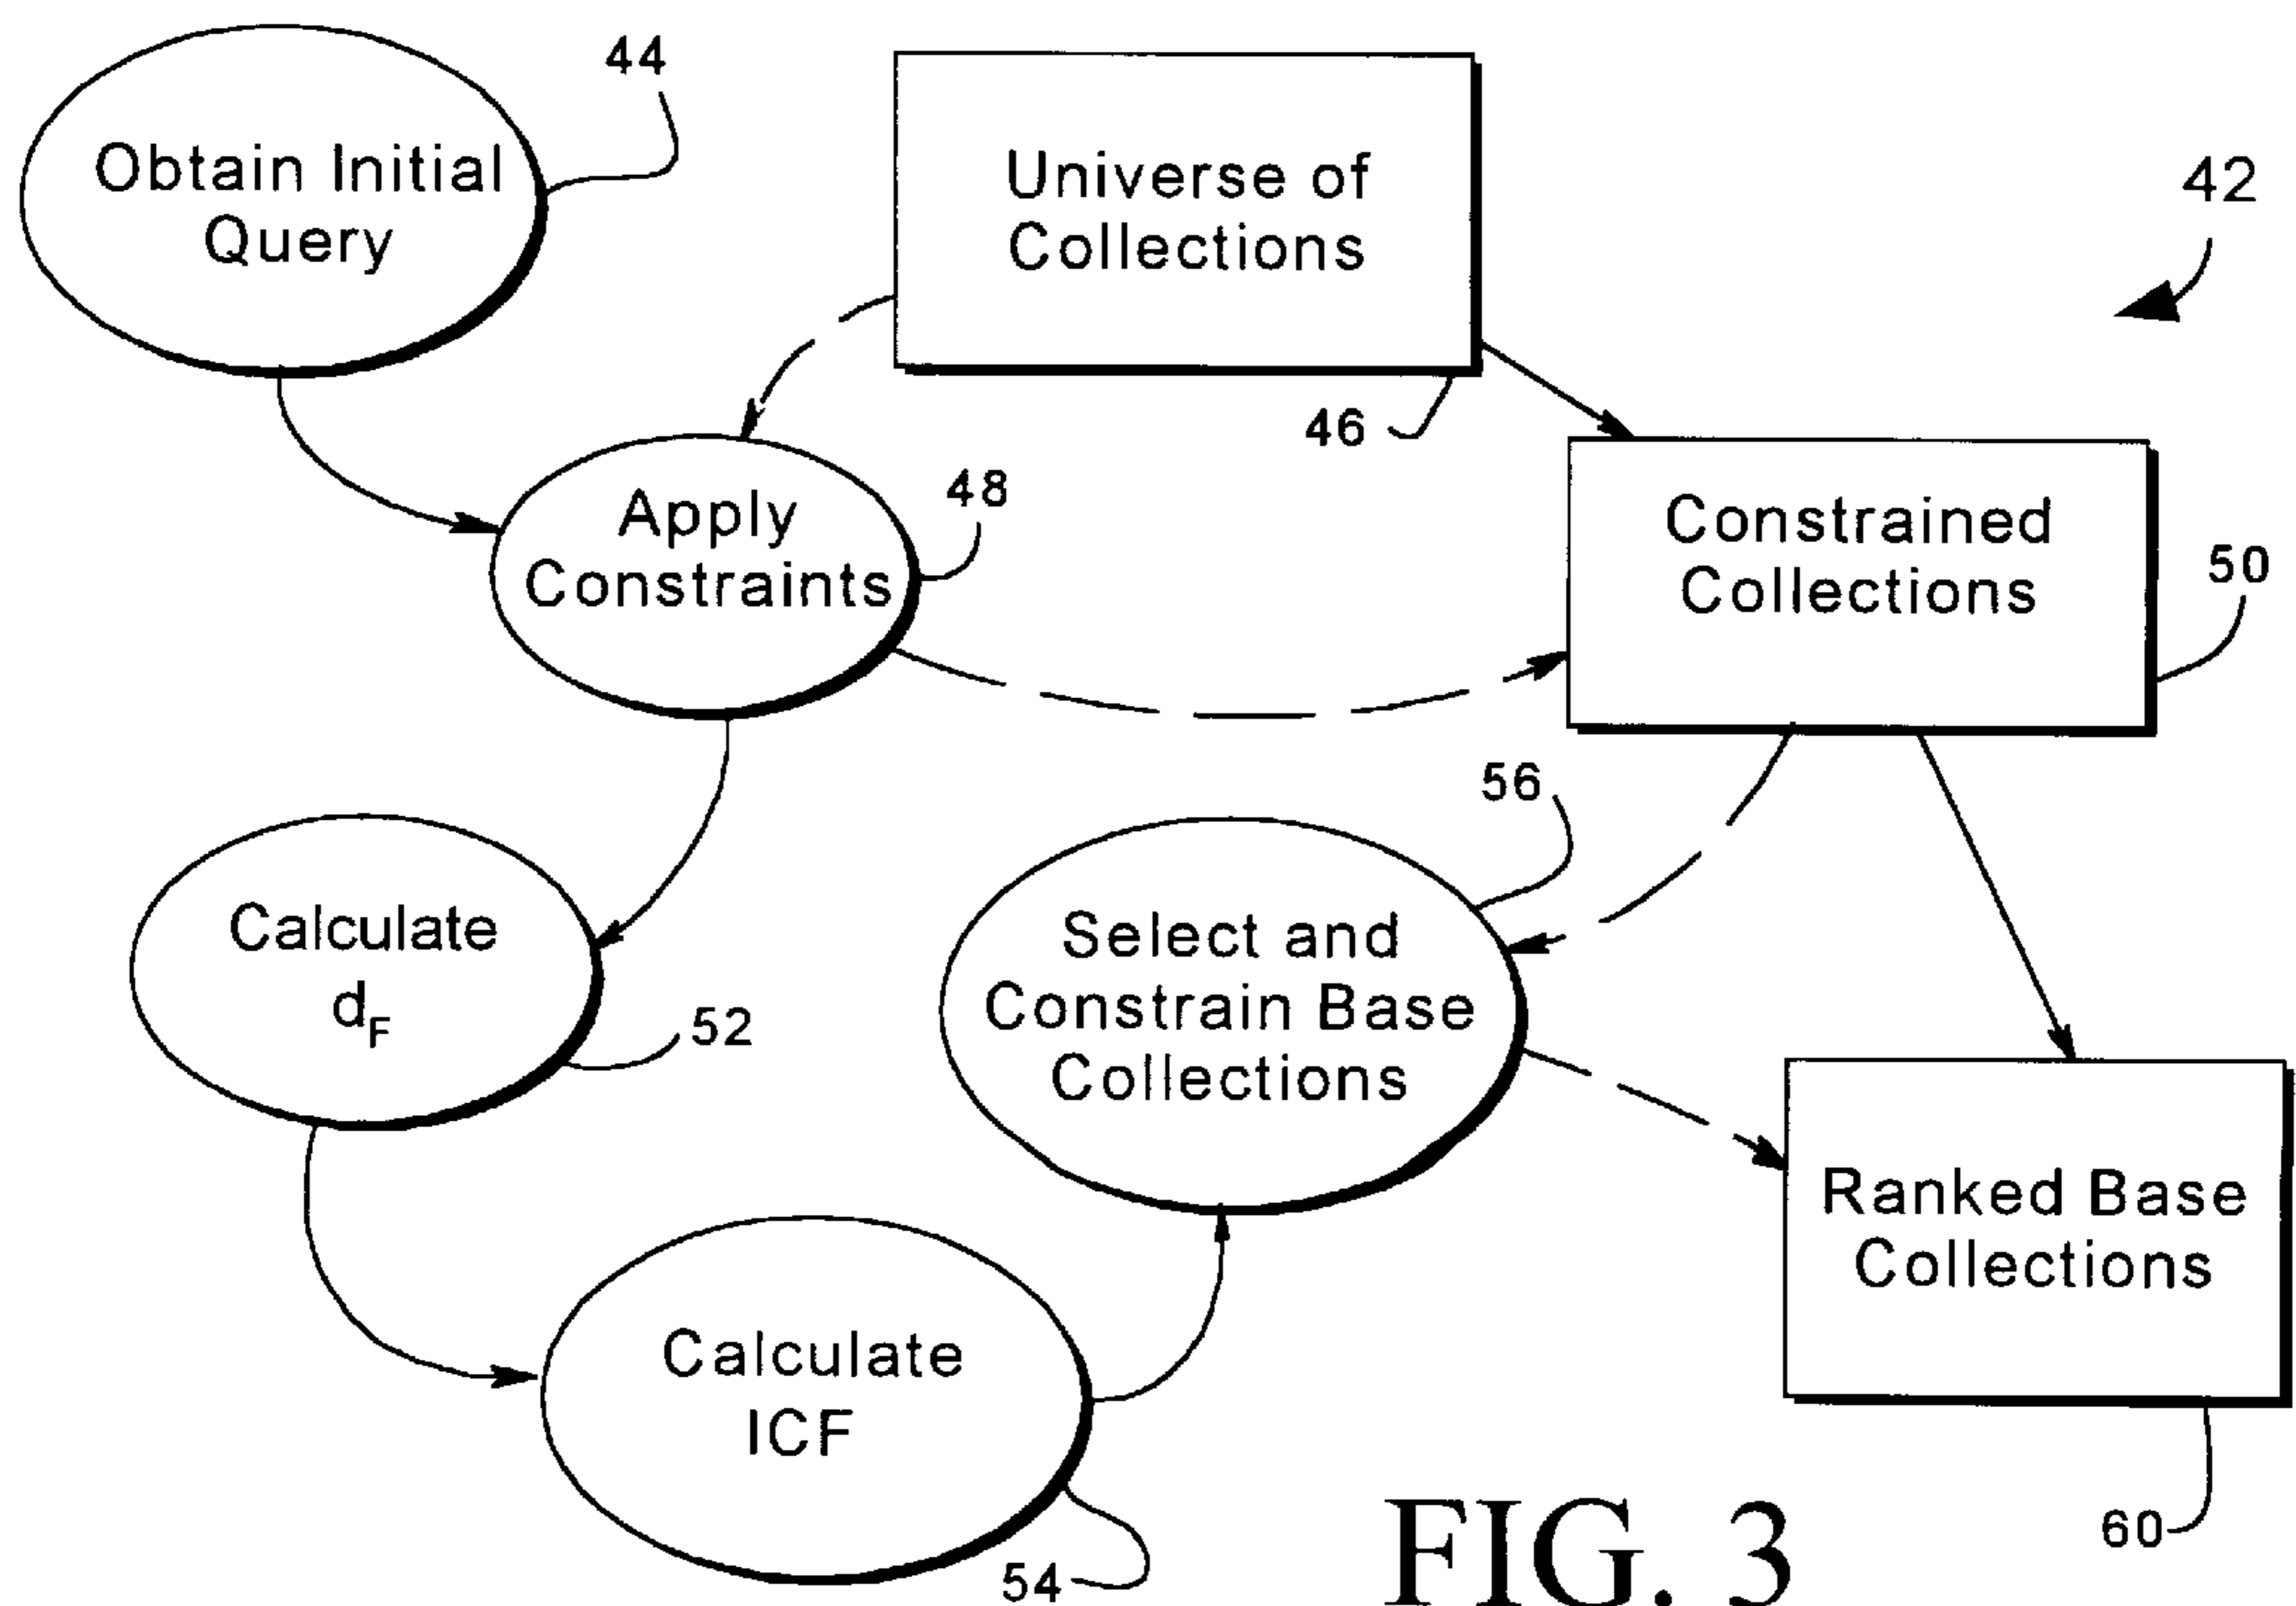 44
Obtain Initial
Query
Universe of
Collections
42
46
48
Apply
Constraints
Constrained
Collections
50
56
Calculate
dF
52
Select and
Constrain Base
Collections
Ranked Base
Collections
Calculate
ICF
54
60
FIG. 3